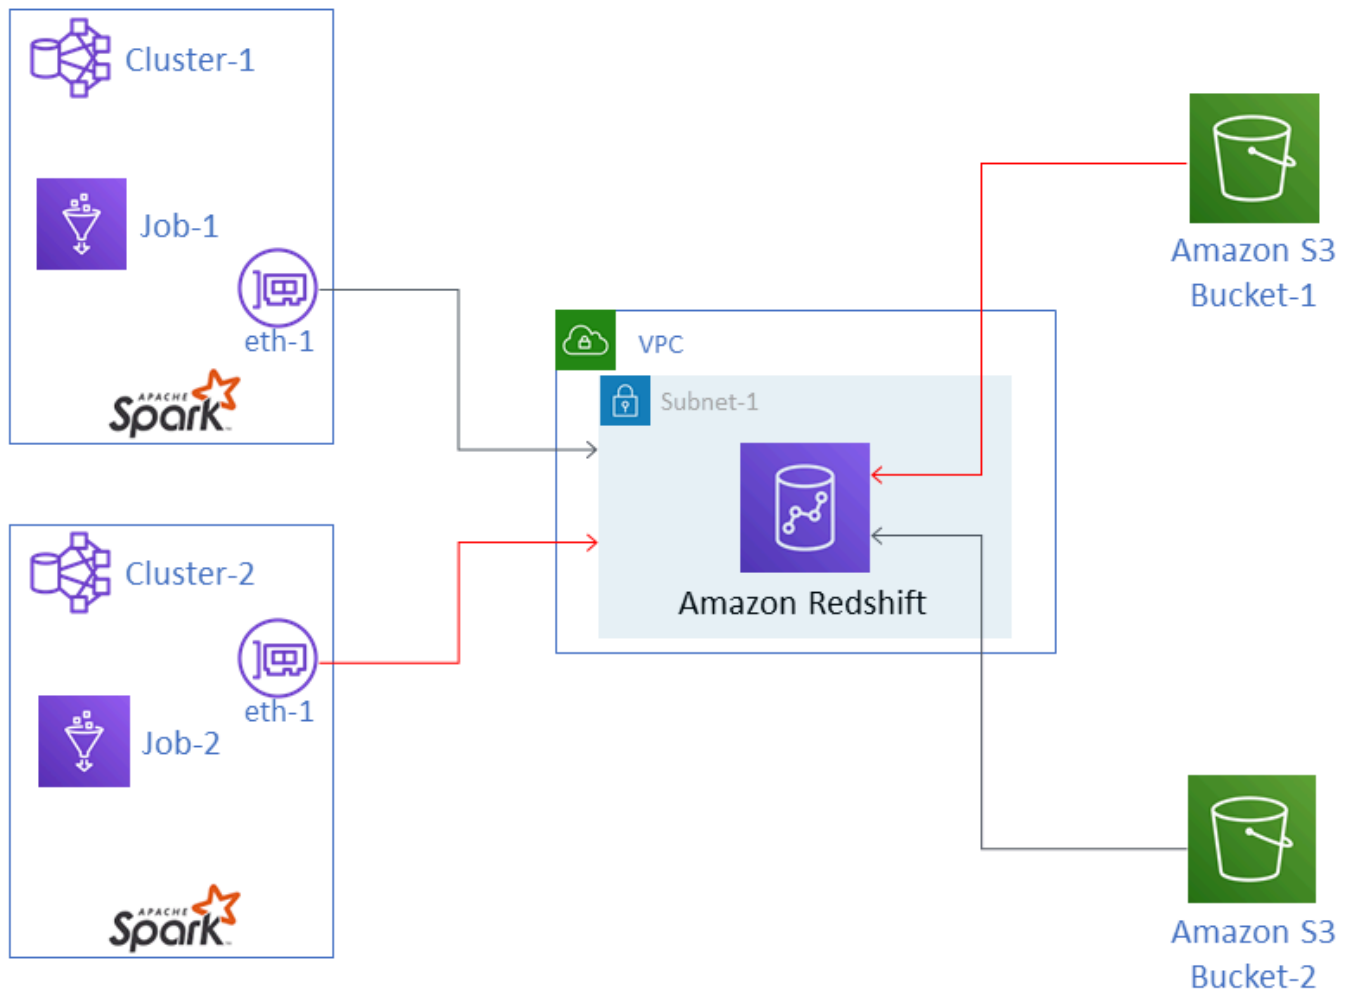 Cluster-1
Job-1
eth-1
APACHE
Spark
Cluster-2
eth-1
Job-2
APACHE
Spark
VPC
Subnet-1
Amazon Redshift
Amazon S3
Bucket-1
Amazon S3
Bucket-2